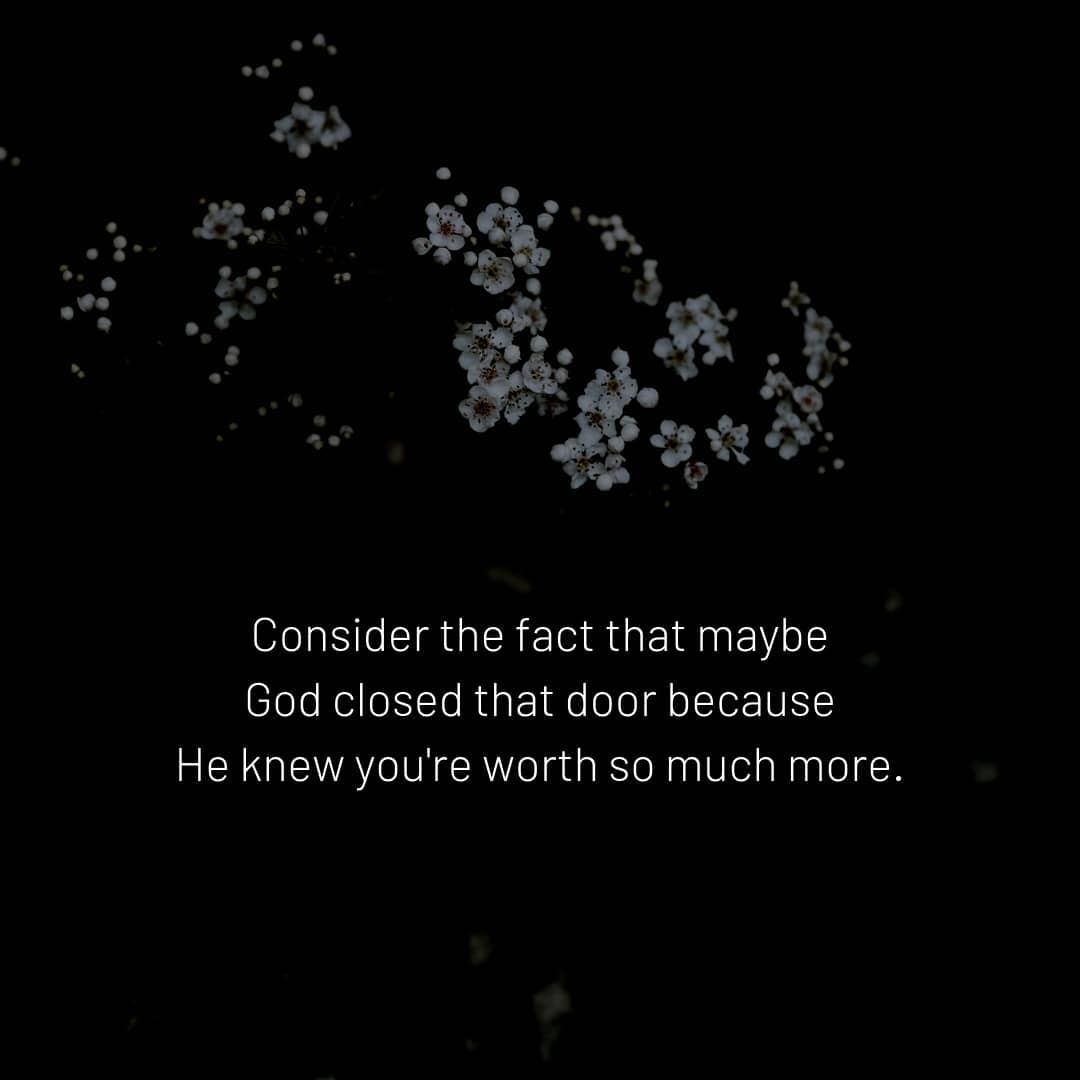 Consider the fact that maybe
God closed that door because
He knew you're worth so much more.